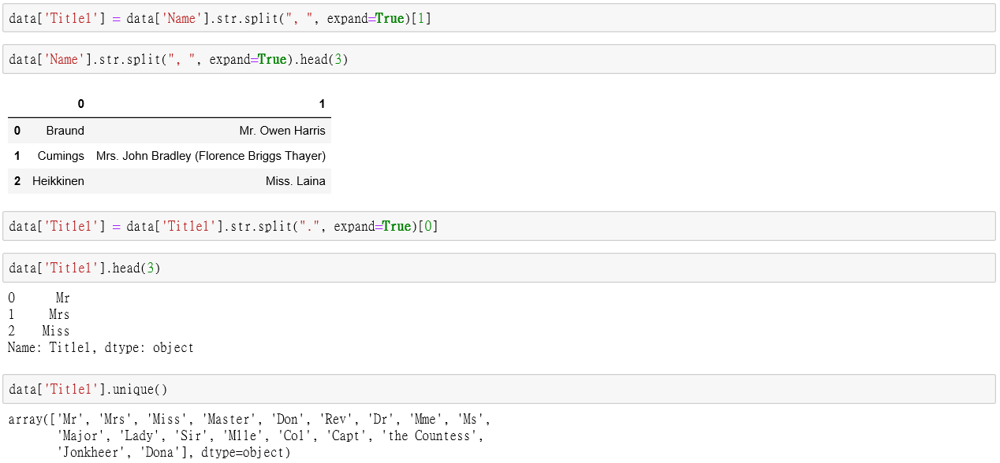 data['Title1'] = data['Name'].str.split(", ", expand=True)[1]
data['Name'].str.split(", ", expand=True).head(3)
0 1
0 Braund Mr. Owen Harris
1 Cumings Mrs. John Bradley (Florence Briggs Thayer)
2 Heikkinen Miss. Laina
data['Title1'] = data['Title1'].str.split(".", expand=True)[0]
data['Title1'].head(3)
0      Mr
1     Mrs
2    Miss
Name: Title1, dtype: object
data['Title1'].unique()
array(['Mr', 'Mrs', 'Miss', 'Master', 'Don', 'Rev', 'Dr', 'Mme', 'Ms',
       'Major', 'Lady', 'Sir', 'Mlle', 'Col', 'Capt', 'the Countess',
       'Jonkheer', 'Dona'], dtype=object)